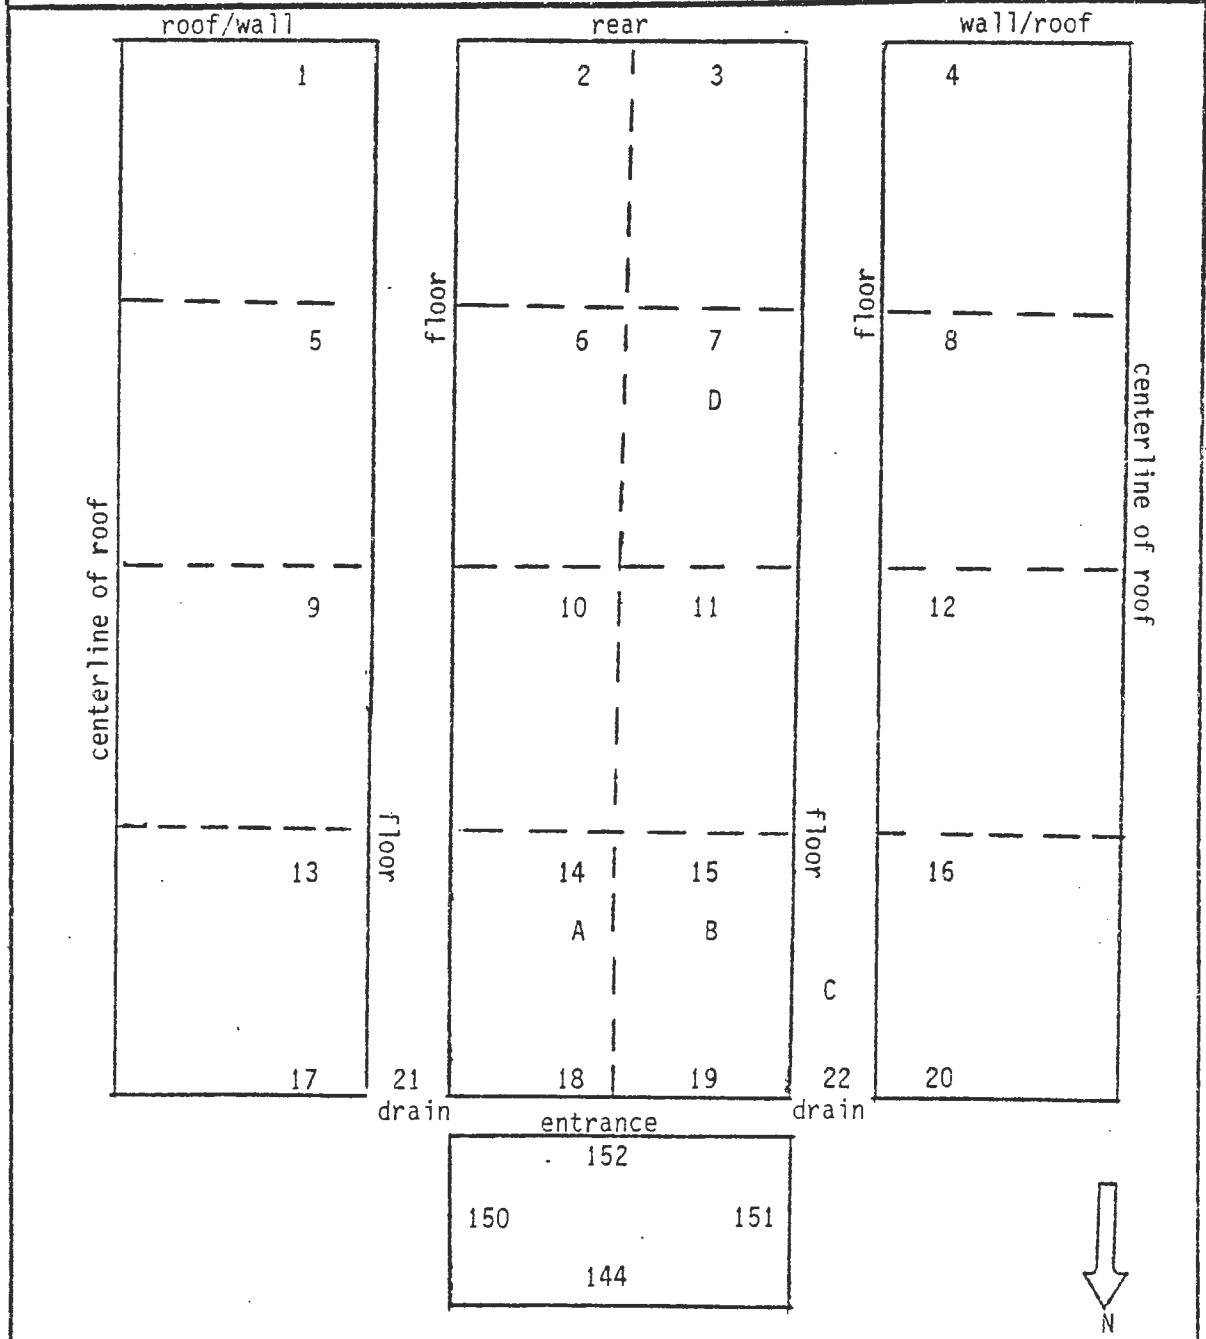 roof/wall rear wall/roof
1 2 3 4
floor floor
5 6 7 8
D
centerline of roof
centerline of roof
9 10 11 12
floor floor
13 14 15 16
A B
C
17 21 18 19 22 20
drain entrance drain
152
150 151
144
N